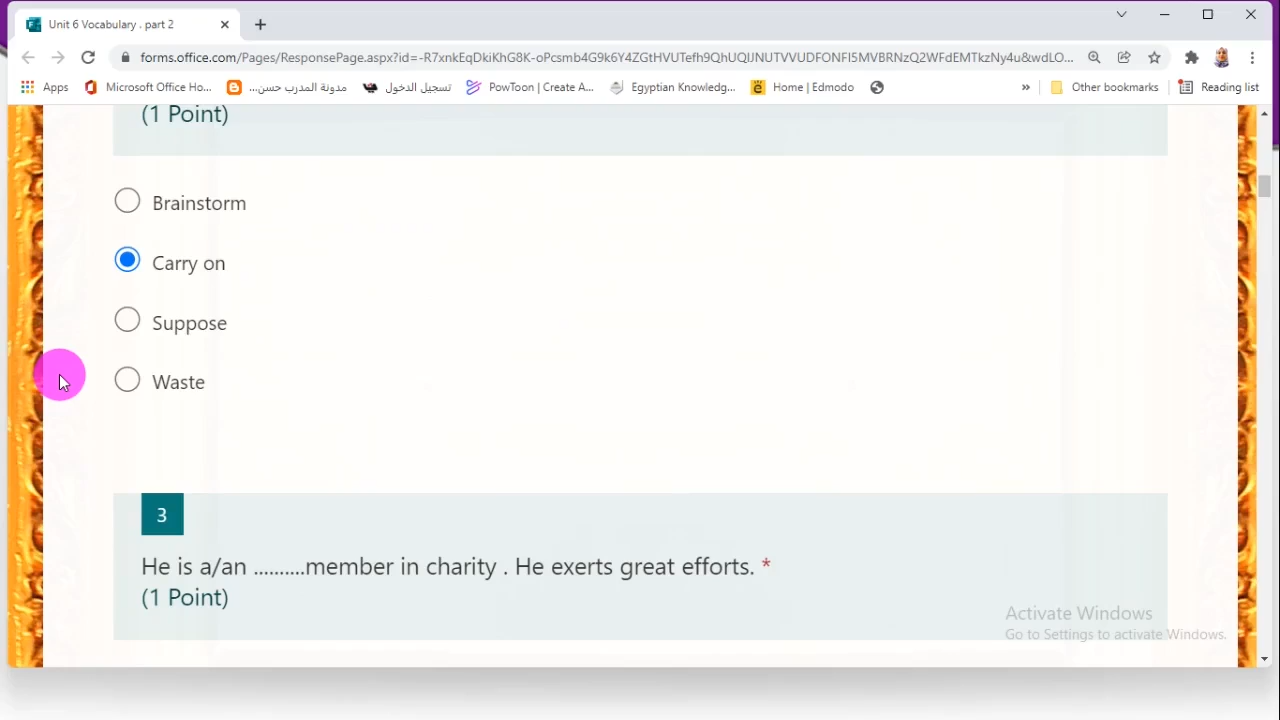 Unit 6 Vocabulary . part 2
forms.office.com/Pages/ResponsePage.aspx?id=-R7xnkEqDkiKhG8K-oPcsmb4G9k6Y4ZGtHVUTefh9QhUQlJNUTVVUDFONFI5MVBRNzQ2WFdEMTkzNy4u&wdLO...
Apps
Microsoft Office Ho...
مدونة المدرب حسن...
تسجيل الدخول
PowToon | Create A...
Egyptian Knowledg...
Home | Edmodo
»
Other bookmarks
Reading list
(1 Point)
Brainstorm
Carry on
Suppose
Waste
3
He is a/an ..........member in charity . He exerts great efforts. *
(1 Point)
Activate Windows
Go to Settings to activate Windows.